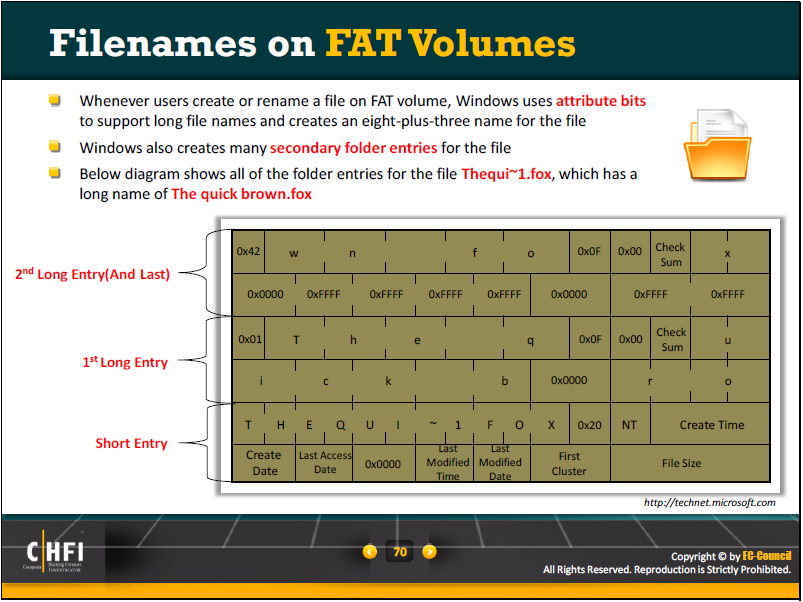 Filenames on FAT Volumes
Whenever users create or rename a file on FAT volume, Windows uses attribute bits
to support long file names and creates an eight-plus-three name for the file
Windows also creates many secondary folder entries for the file
Below diagram shows all of the folder entries for the file Thequi~1.fox, which has a
long name of The quick brown.fox
2nd Long Entry(And Last)
0x42 w n f o 0x0F 0x00 Check Sum x
0x0000 0xFFFF 0xFFFF 0xFFFF 0xFFFF 0x0000 0xFFFF 0xFFFF
1st Long Entry
0x01 T h e q 0x0F 0x00 Check Sum u
i c k b 0x0000 r o
Short Entry
T H E Q U I ~ 1 F O X 0x20 NT Create Time
Create Date Last Access Date 0x0000 Last Modified Time Last Modified Date First Cluster File Size
http://technet.microsoft.com
CHFI
Computer Hacking Forensic
INVESTIGATOR
70
Copyright © by EC-Council
All Rights Reserved. Reproduction is Strictly Prohibited.